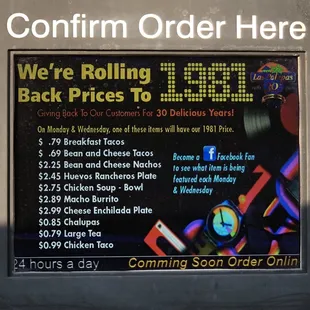 Confirm Order Here
We're Rolling
Back Prices To
1981
Las Palapas
30
Giving Back To Our Customers For 30 Delicious Years!
On Monday & Wednesday, one of these items will have our 1981 Price.
$ .79 Breakfast Tacos
$ .69 Bean and Cheese Tacos
$2.25 Bean and Cheese Nachos
$2.45 Huevos Rancheros Plate
$2.75 Chicken Soup - Bowl
$2.89 Macho Burrito
$2.99 Cheese Enchilada Plate
$0.85 Chalupas
$0.79 Large Tea
$0.99 Chicken Taco
Become a f Facebook Fan
to see what item is being
featured each Monday
& Wednesday
24 hours a day
Comming Soon Order Onlin